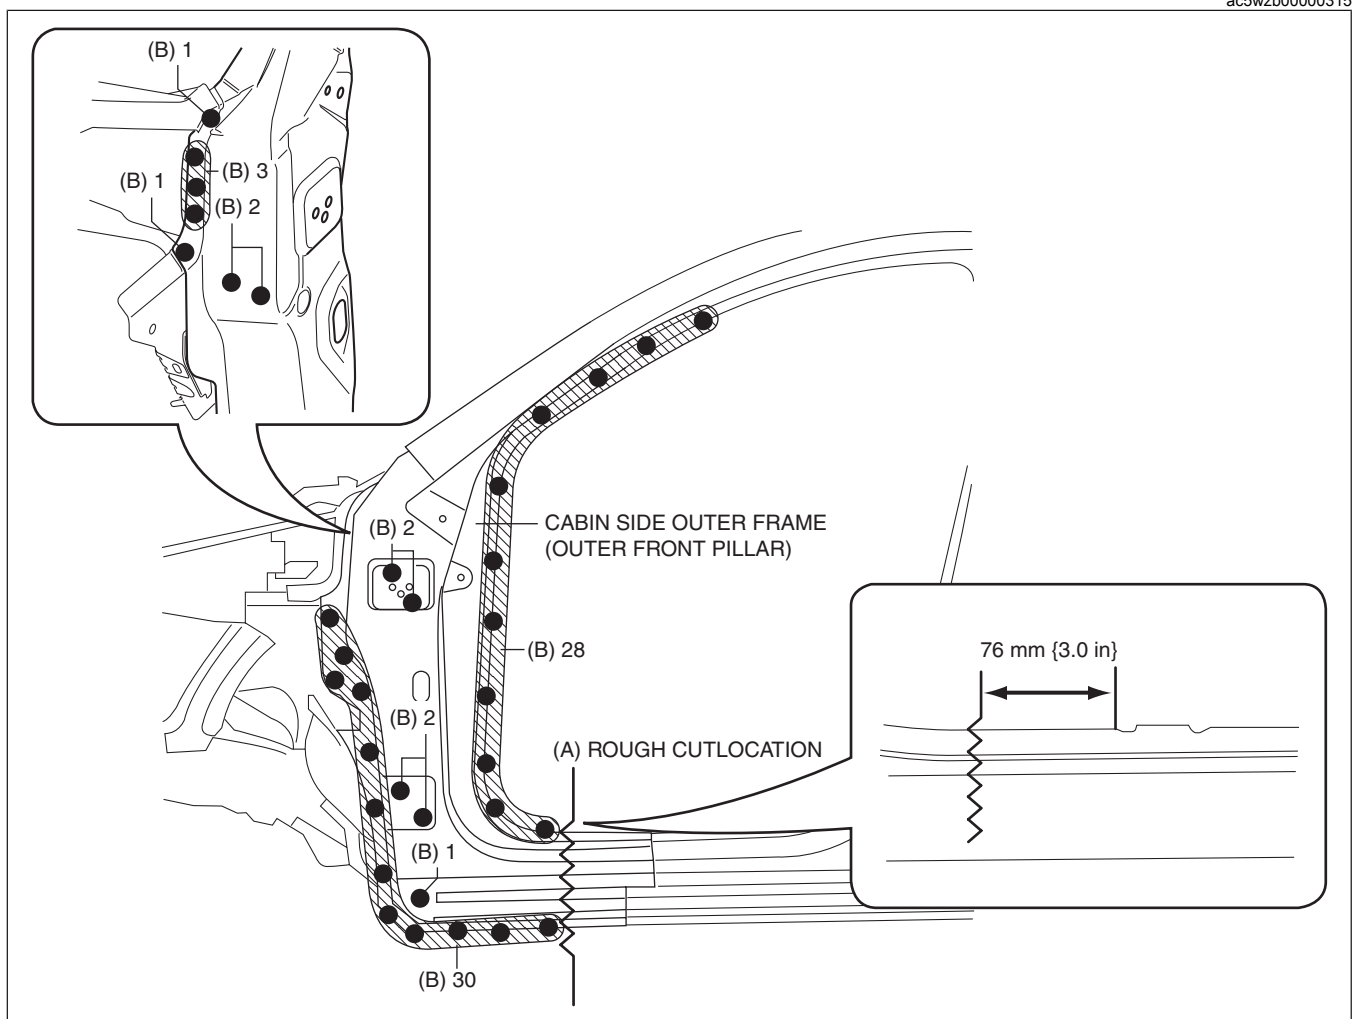 ac5wzb00000315
(B) 1
(B) 3
(B) 1
(B) 2
(B) 2
CABIN SIDE OUTER FRAME
(OUTER FRONT PILLAR)
(B) 28
76 mm {3.0 in}
(B) 2
(A) ROUGH CUTLOCATION
(B) 1
(B) 30